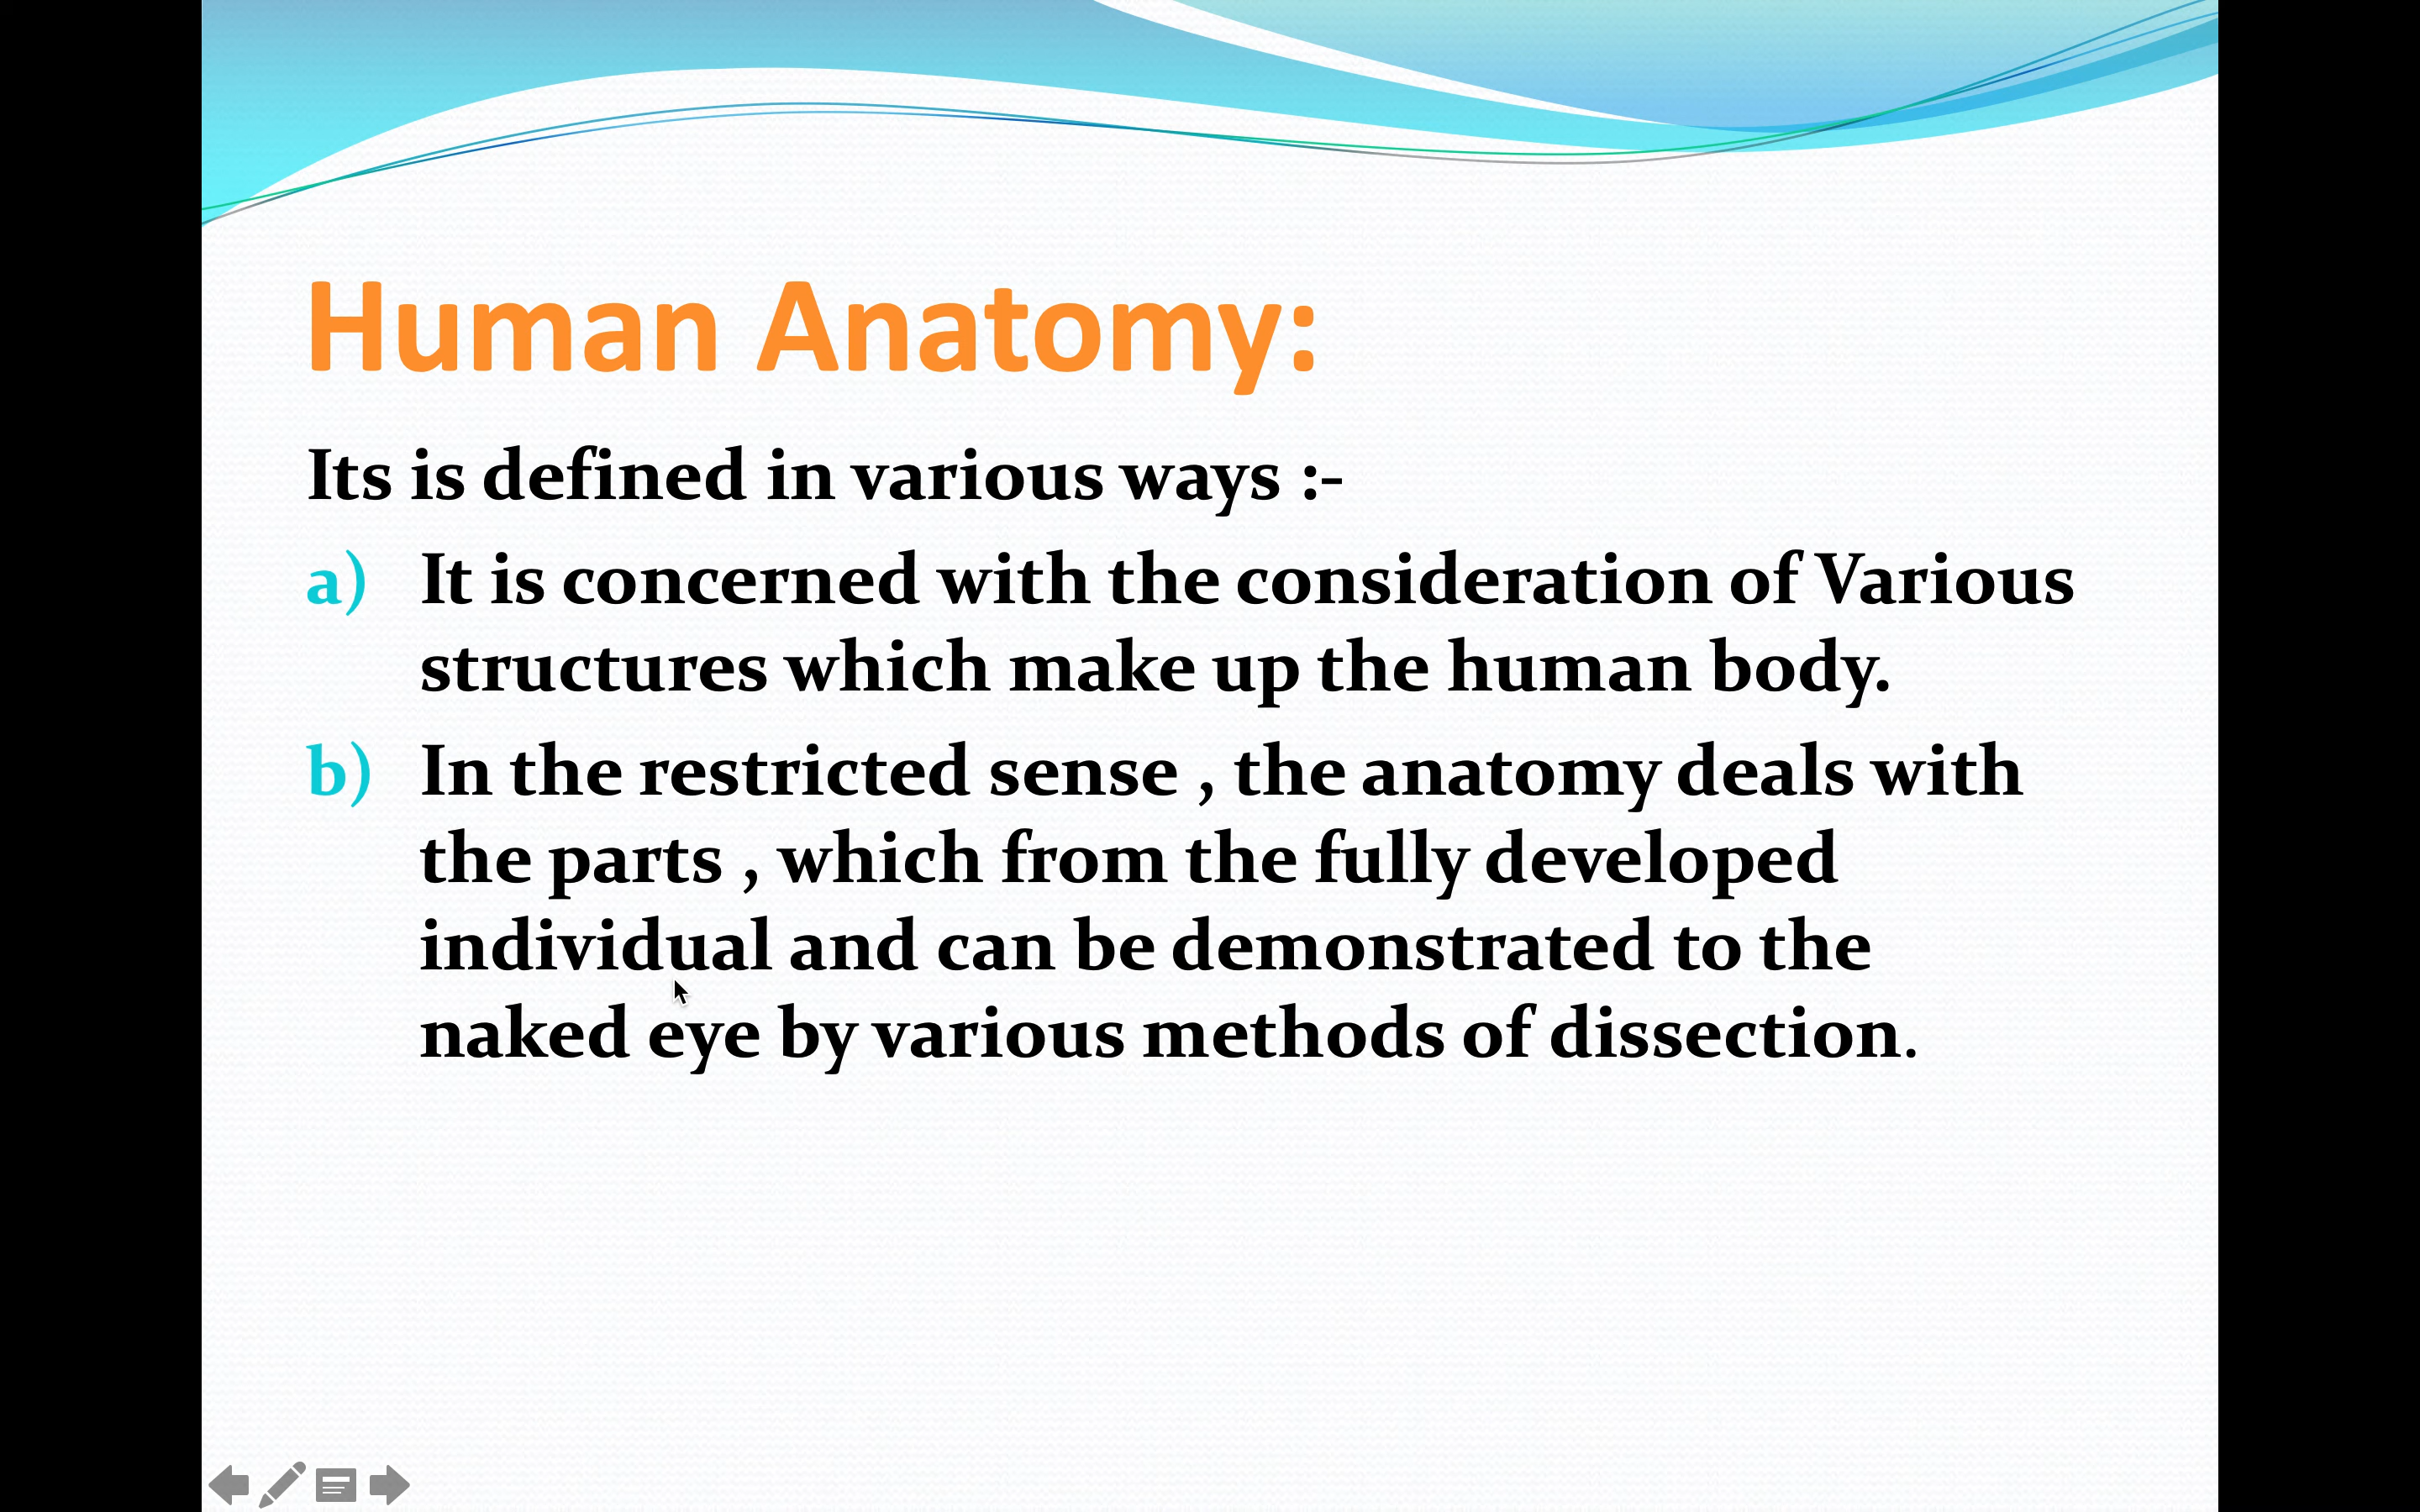 Human Anatomy:
Its is defined in various ways :-
a) It is concerned with the consideration of Various
structures which make up the human body.
b) In the restricted sense , the anatomy deals with
the parts , which from the fully developed
individual and can be demonstrated to the
naked eye by various methods of dissection.